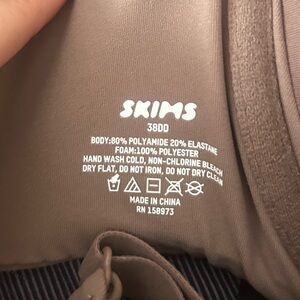 SKIMS
38DD
BODY:80% POLYAMIDE 20% ELASTANE
FOAM:100% POLYESTER
HAND WASH COLD, NON-CHLORINE BLEACH
DRY FLAT, DO NOT IRON, DO NOT DRY CLEAN
MADE IN CHINA
RN 158973